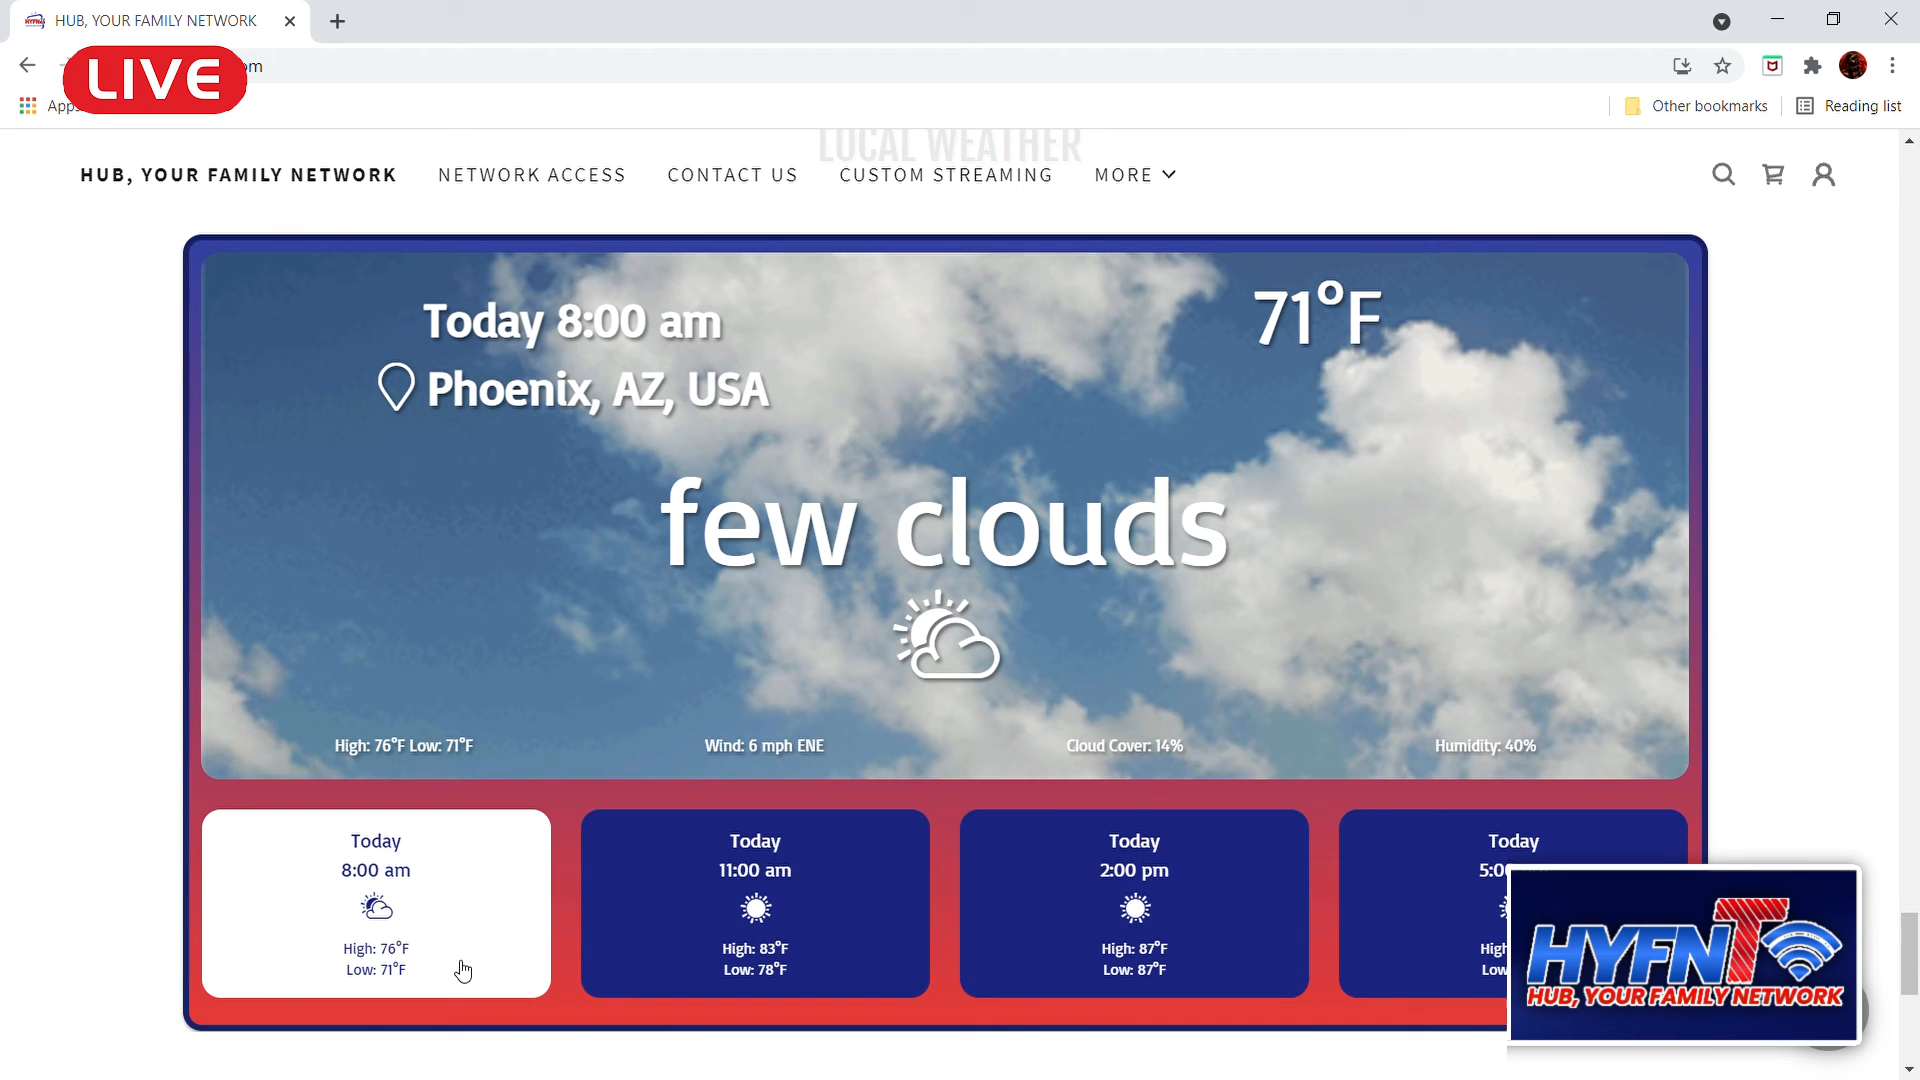 HUB, YOUR FAMILY NETWORK
LIVE
om
Other bookmarks
Reading list
LOCAL WEATHER
HUB, YOUR FAMILY NETWORK
NETWORK ACCESS
CONTACT US
CUSTOM STREAMING
MORE
Today 8:00 am
71°F
Phoenix, AZ, USA
few clouds
High: 76°F Low: 71°F
Wind: 6 mph ENE
Cloud Cover: 14%
Humidity: 40%
Today
8:00 am
High: 76°F
Low: 71°F
Today
11:00 am
High: 83°F
Low: 78°F
Today
2:00 pm
High: 87°F
Low: 87°F
Today
HYFNT
HUB, YOUR FAMILY NETWORK